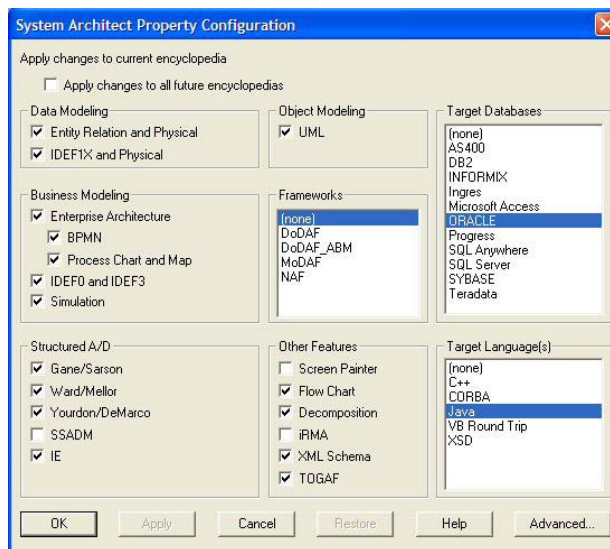 System Architect Property Configuration
Apply changes to current encyclopedia
Apply changes to all future encyclopedias
Data Modeling
Entity Relation and Physical
IDEF1X and Physical
Object Modeling
UML
Target Databases
(none)
AS400
DB2
INFORMIX
Ingres
Microsoft Access
ORACLE
Progress
SQL Anywhere
SQL Server
SYBASE
Teradata
Business Modeling
Enterprise Architecture
BPMN
Process Chart and Map
IDEF0 and IDEF3
Simulation
Frameworks
(none)
DoDAF
DoDAF_ABM
MoDAF
NAF
Structured A/D
Gane/Sarson
Ward/Mellor
Yourdon/DeMarco
SSADM
IE
Other Features
Screen Painter
Flow Chart
Decomposition
iRMA
XML Schema
TOGAF
Target Language(s)
(none)
C++
CORBA
Java
VB Round Trip
XSD
OK
Apply
Cancel
Restore
Help
Advanced...